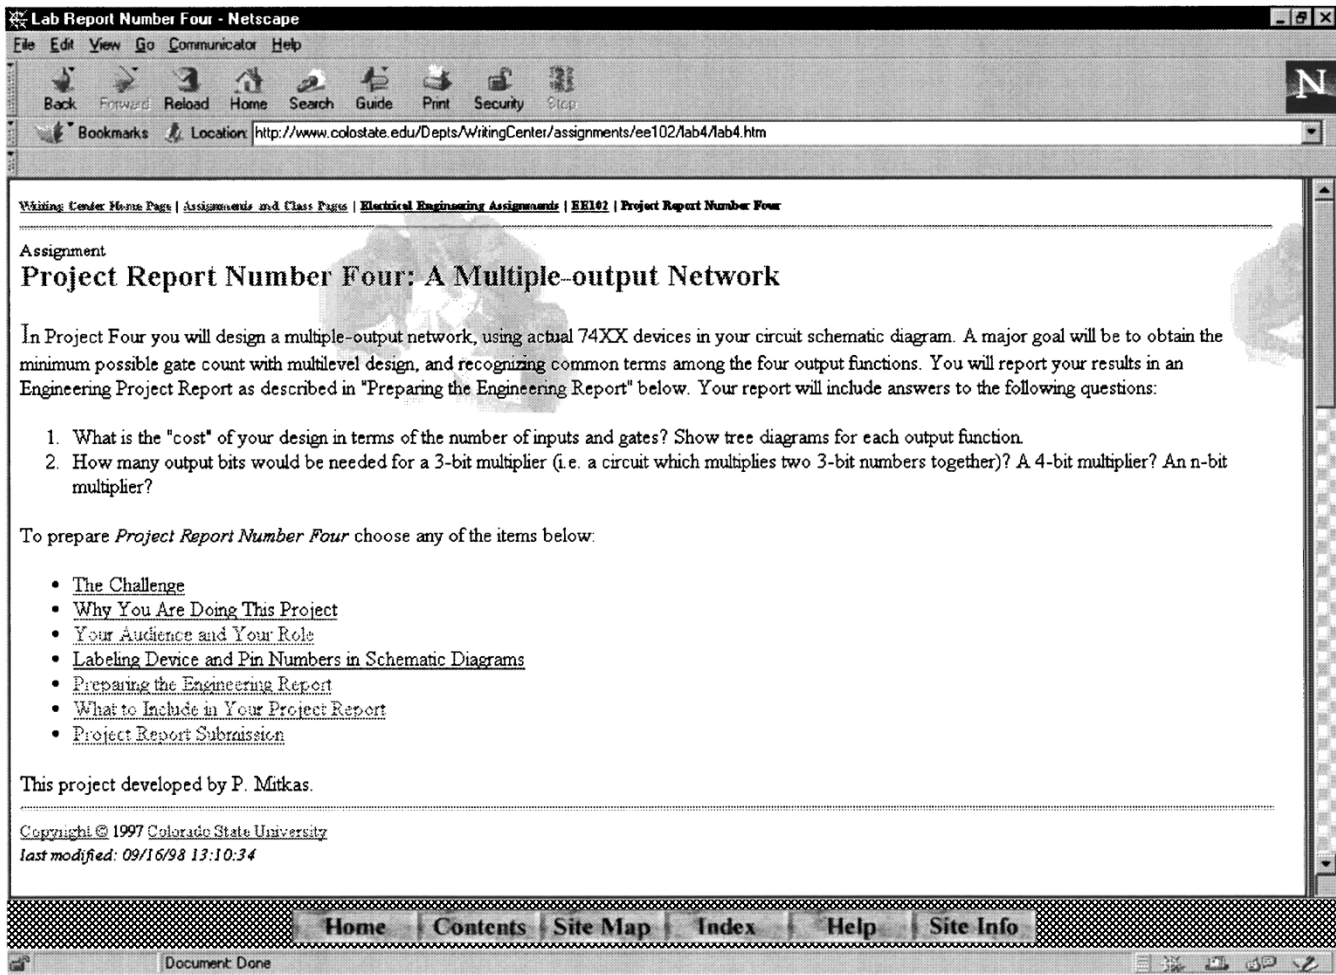 Lab Report Number Four - Netscape
File Edit View Go Communicator Help
Back Forward Reload Home Search Guide Print Security Stop
N
Bookmarks Location: http://www.colostate.edu/Depts/WritingCenter/assignments/ee102/lab4/lab4.htm
Writing Center Home Page | Assignments and Class Pages | Electrical Engineering Assignments | EE102 | Project Report Number Four
Assignment
Project Report Number Four: A Multiple-output Network
In Project Four you will design a multiple-output network, using actual 74XX devices in your circuit schematic diagram. A major goal will be to obtain the
minimum possible gate count with multilevel design, and recognizing common terms among the four output functions. You will report your results in an
Engineering Project Report as described in "Preparing the Engineering Report" below. Your report will include answers to the following questions:
1. What is the "cost" of your design in terms of the number of inputs and gates? Show tree diagrams for each output function.
2. How many output bits would be needed for a 3-bit multiplier (i.e. a circuit which multiplies two 3-bit numbers together)? A 4-bit multiplier? An n-bit
multiplier?
To prepare Project Report Number Four choose any of the items below:
• The Challenge
• Why You Are Doing This Project
• Your Audience and Your Role
• Labeling Device and Pin Numbers in Schematic Diagrams
• Preparing the Engineering Report
• What to Include in Your Project Report
• Project Report Submission
This project developed by P. Mitkas.
Copyright © 1997 Colorado State University
last modified: 09/16/98 13:10:34
Home Contents Site Map Index Help Site Info
Document: Done